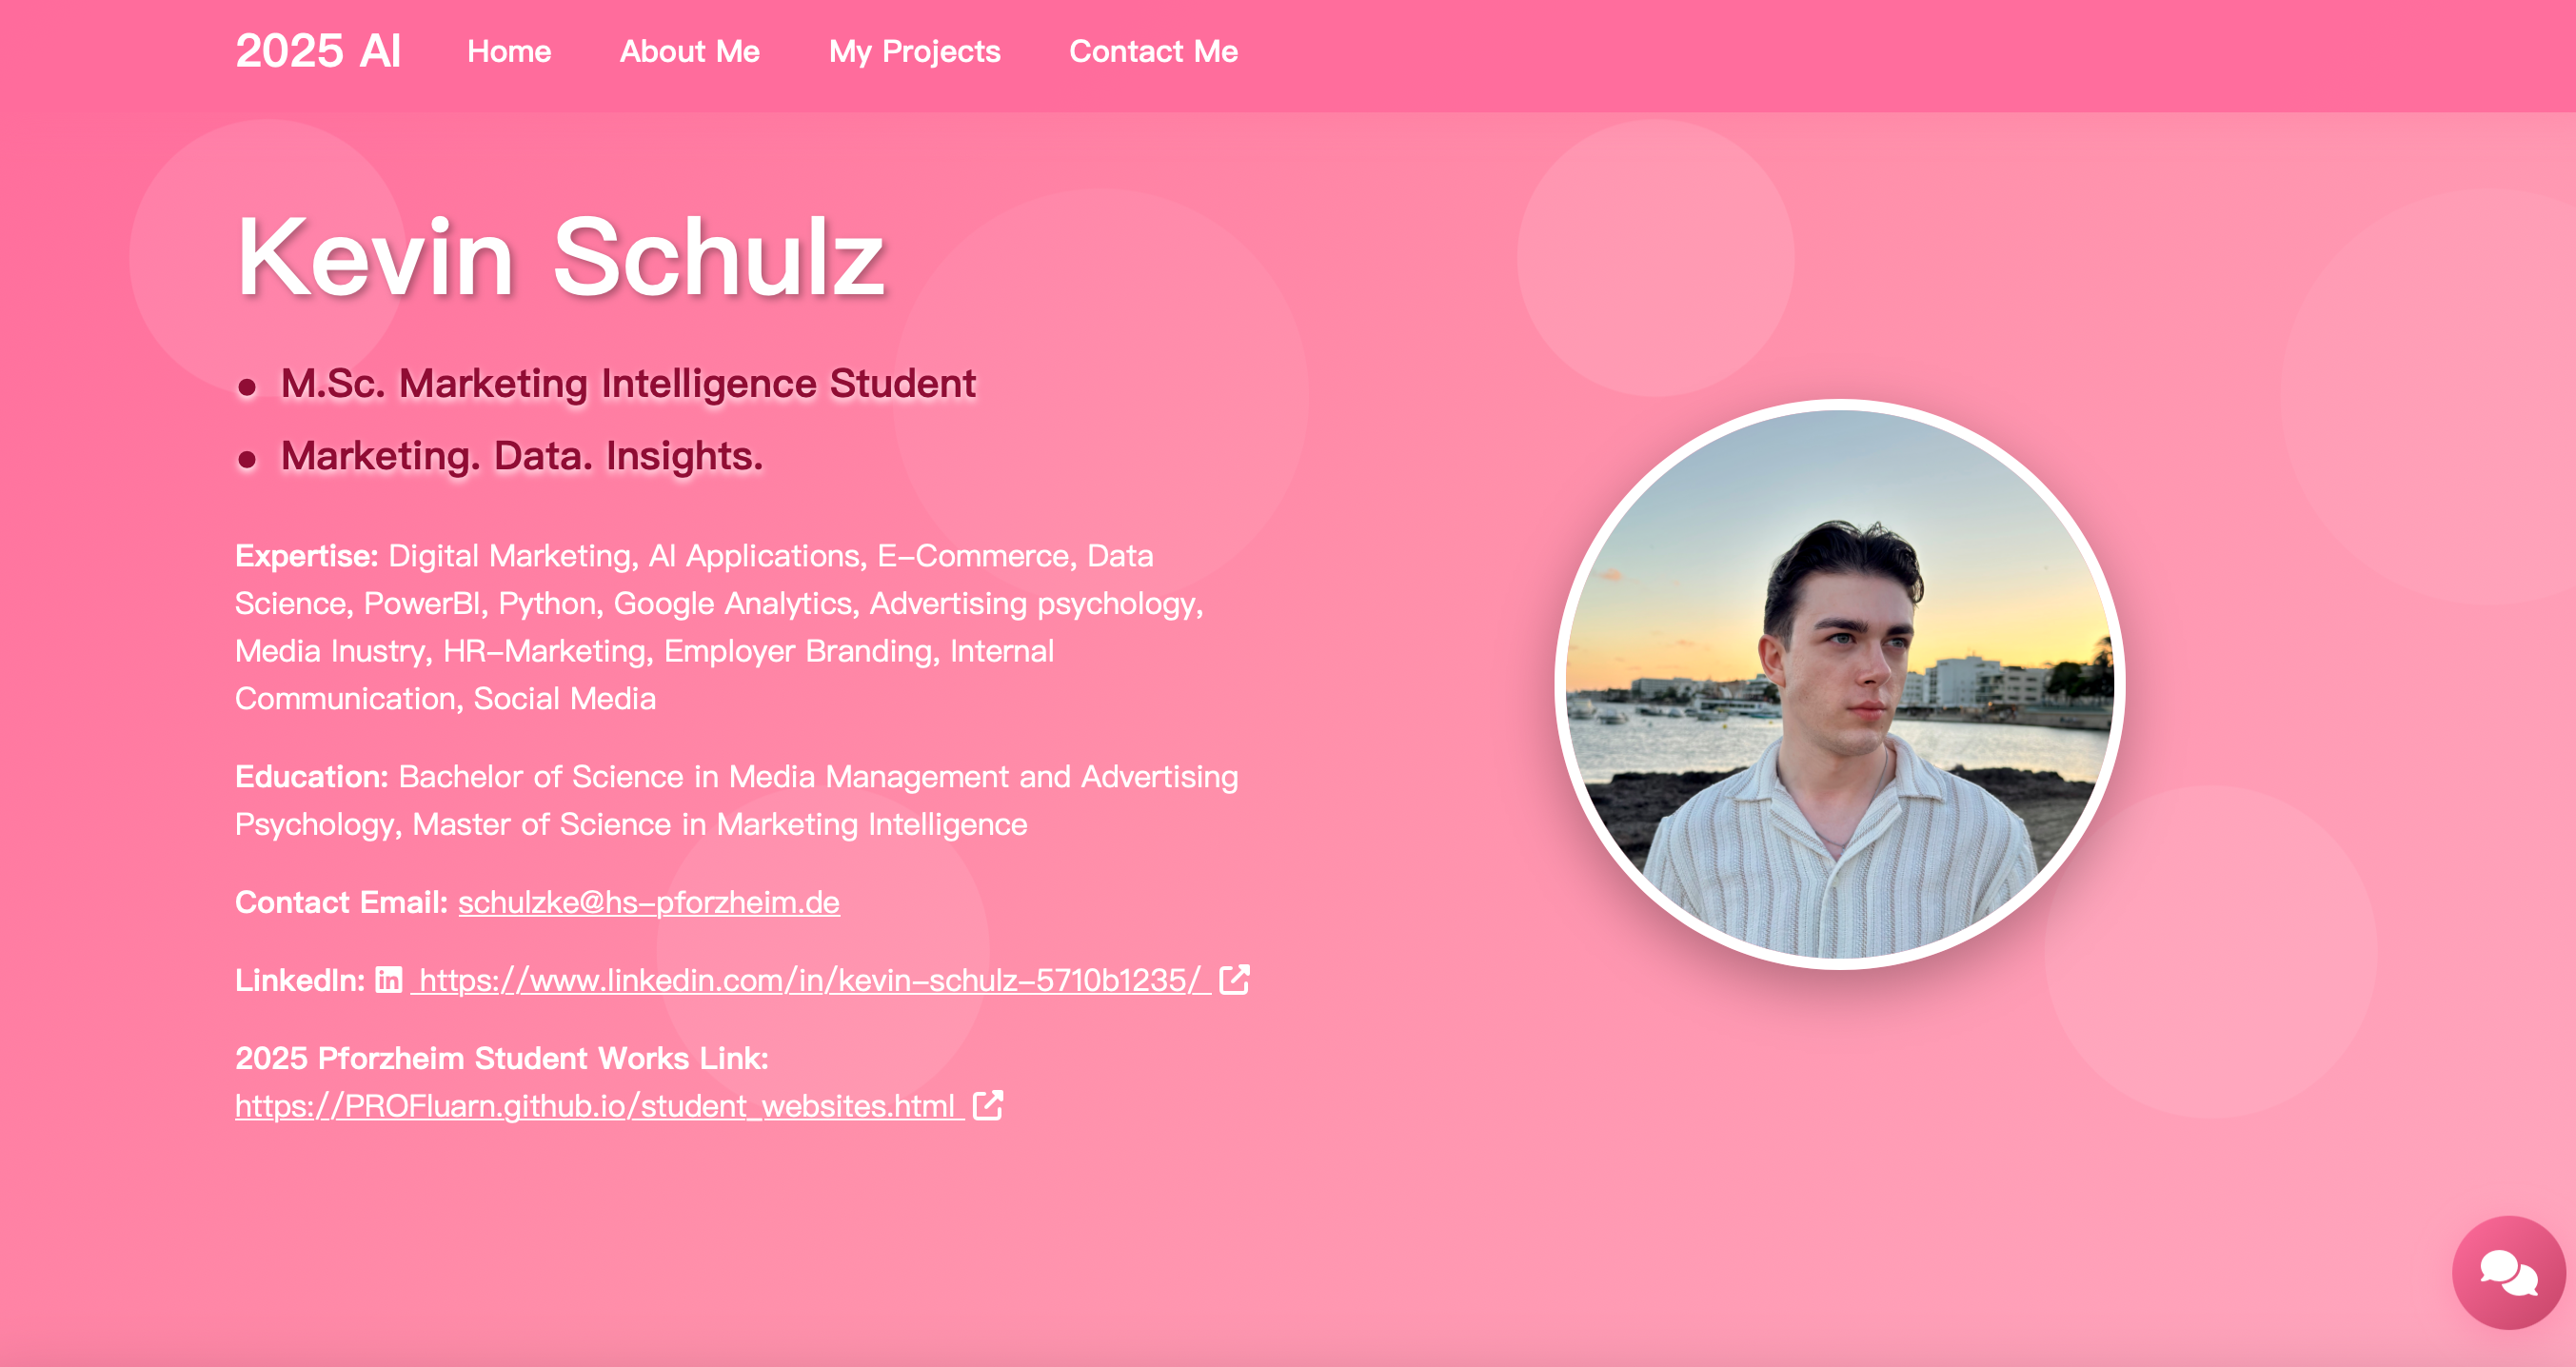 2025 AI Home About Me My Projects Contact Me
Kevin Schulz
● M.Sc. Marketing Intelligence Student
● Marketing. Data. Insights.
Expertise: Digital Marketing, AI Applications, E-Commerce, Data
Science, PowerBI, Python, Google Analytics, Advertising psychology,
Media Inustry, HR-Marketing, Employer Branding, Internal
Communication, Social Media
Education: Bachelor of Science in Media Management and Advertising
Psychology, Master of Science in Marketing Intelligence
Contact Email: schulzke@hs-pforzheim.de
LinkedIn: in https://www.linkedin.com/in/kevin-schulz-5710b1235/
2025 Pforzheim Student Works Link:
https://PROFluarn.github.io/student_websites.html